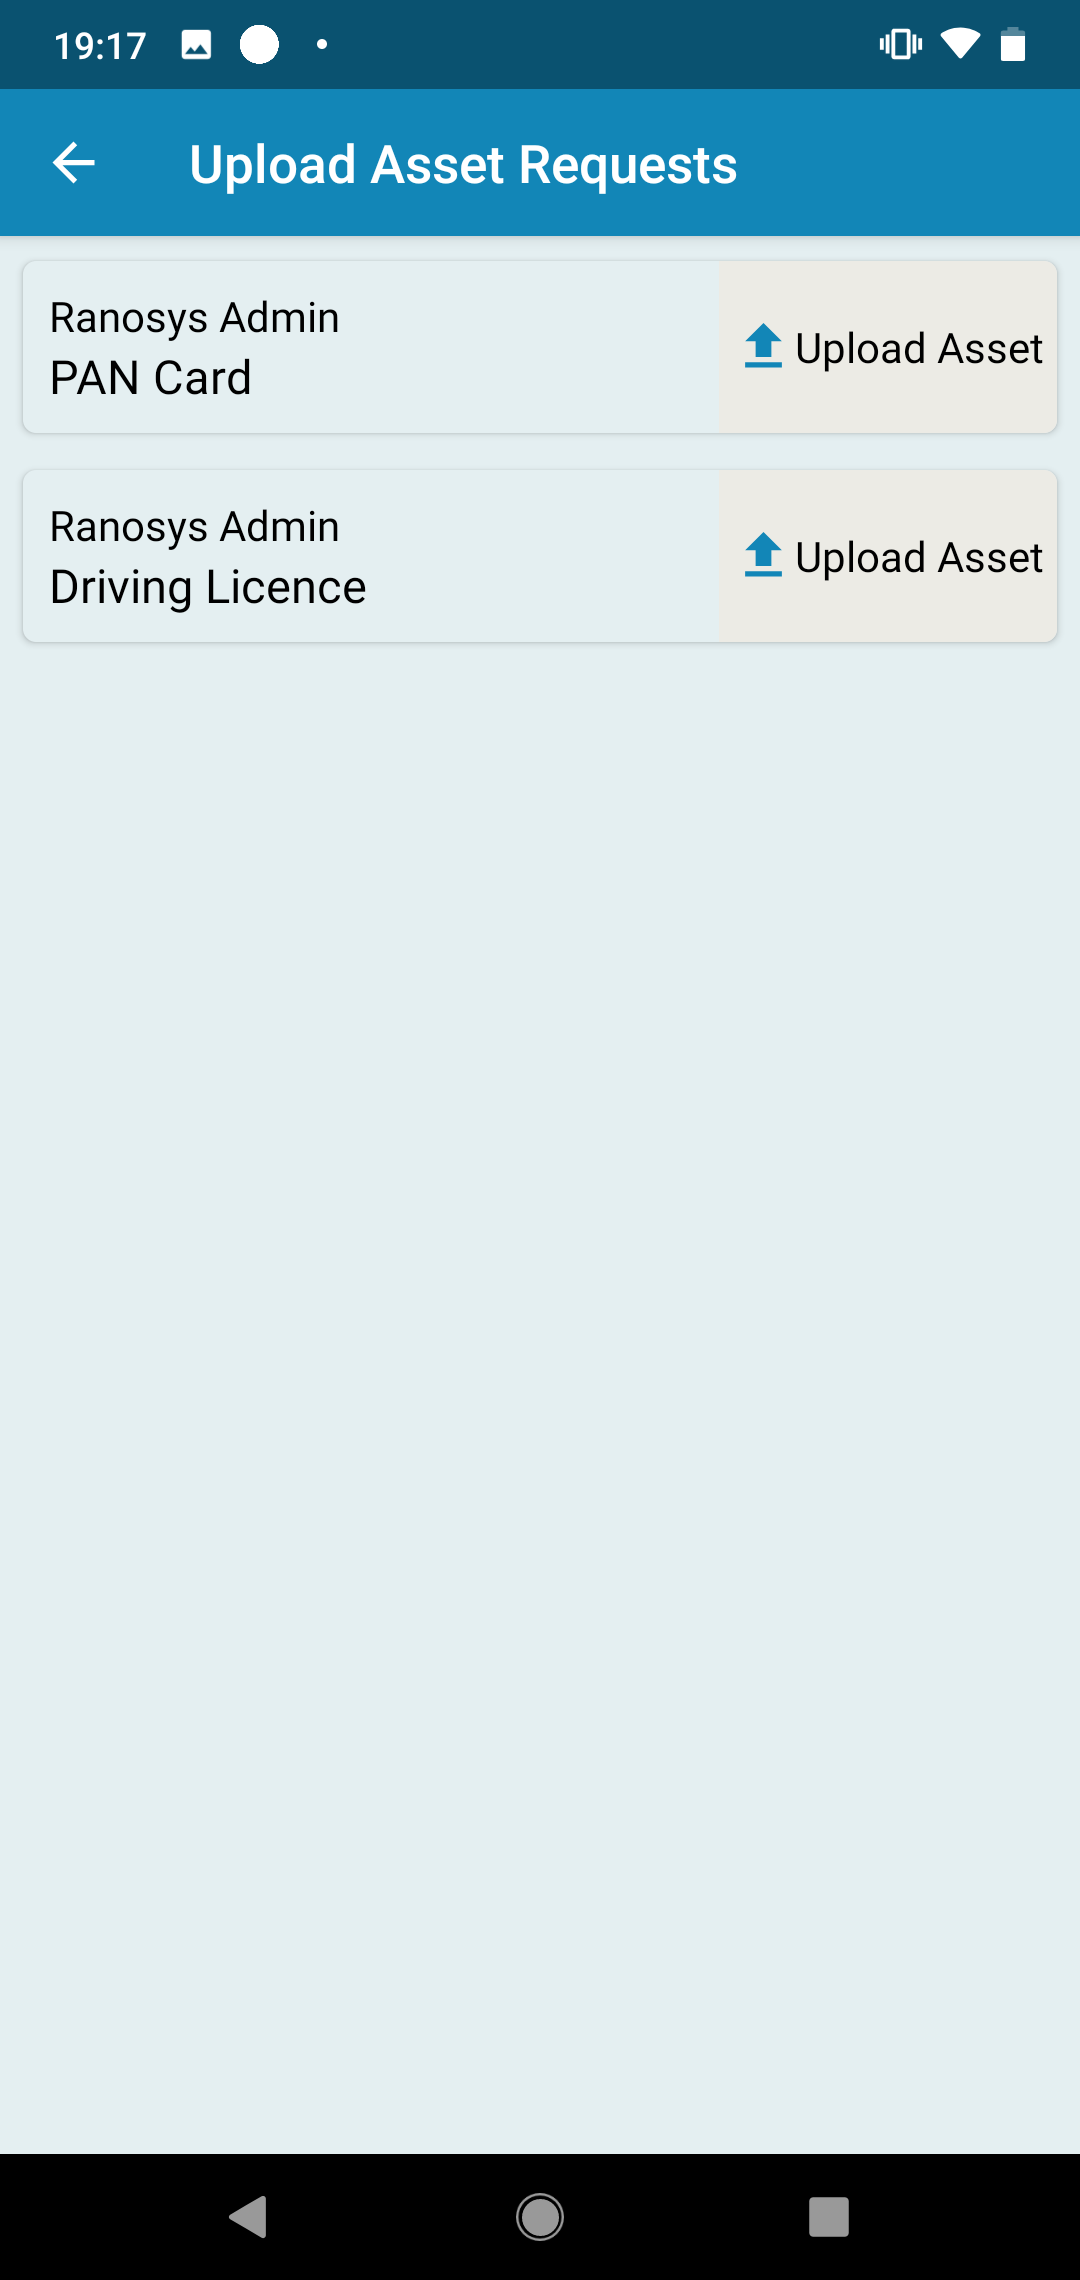 19:17
Upload Asset Requests
Ranosys Admin
PAN Card
Upload Asset
Ranosys Admin
Driving Licence
Upload Asset